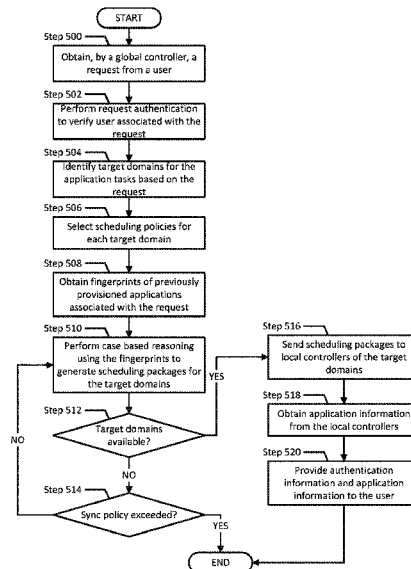 START
Step 500
Obtain, by a global controller, a
request from a user
Step 502
Perform request authentication
to verify user associated with the
request
Step 504
Identify target domains for the
application tasks based on the
request
Step 506
Select scheduling policies for
each target domain
Step 508
Obtain fingerprints of previously
provisioned applications
associated with the request
Step 510
Perform case based reasoning
using the fingerprints to
generate scheduling packages for
the target domains
YES
Step 512
Target domains
available?
NO
NO
Step 514
Sync policy exceeded?
YES
Step 516
Send scheduling packages to
local controllers of the target
domains
Step 518
Obtain application information
from the local controllers
Step 520
Provide authentication
information and application
information to the user
END